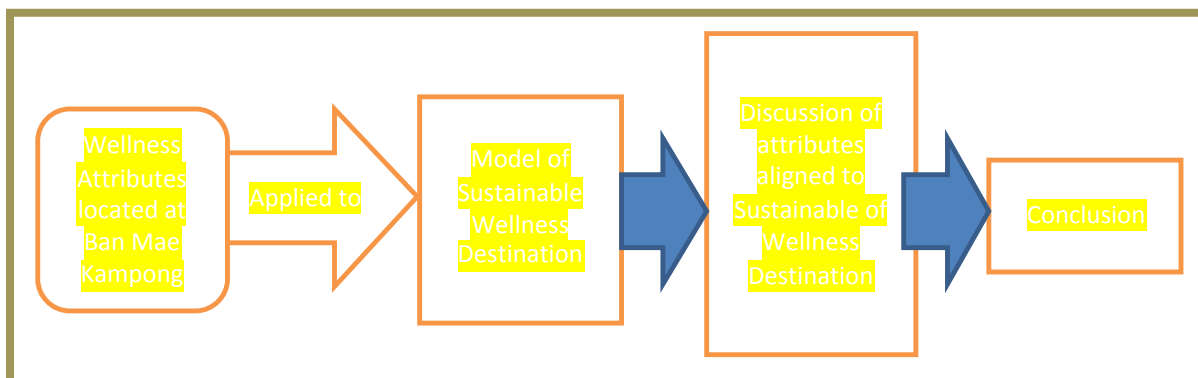 Wellness
Attributes
located at
Ban Mae
Kampong
Applied to
Model of
Sustainable
Wellness
Destination
Discussion of
attributes
aligned to
Sustainable of
Wellness
Destination
Conclusion